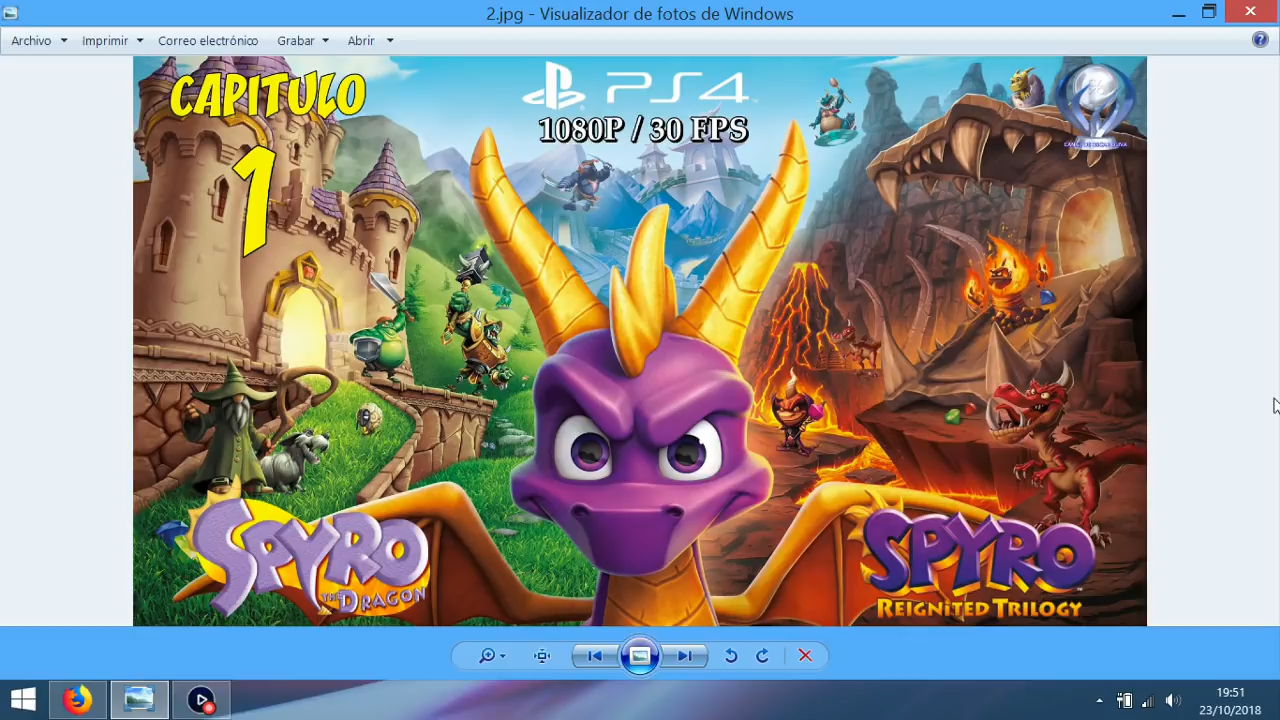 2.jpg - Visualizador de fotos de Windows
Archivo Imprimir Correo electrónico Grabar Abrir
CAPITULO
1
PS4
1080P / 30 FPS
SPYRO
THE DRAGON
SPYRO
REIGNITED TRILOGY
19:51
23/10/2018